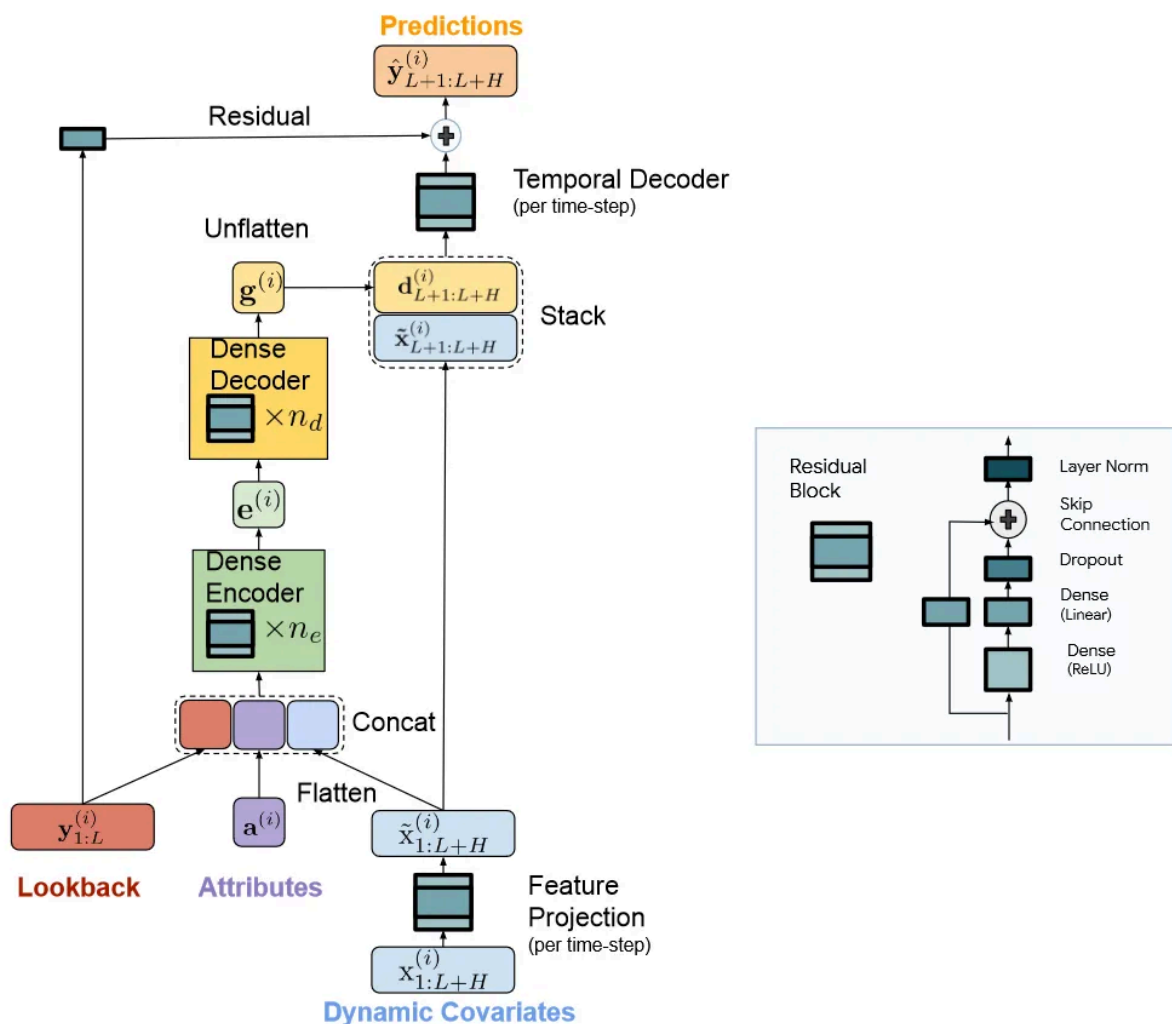 Predictions
ŷ^{(i)}_{L+1:L+H}
Residual
Temporal Decoder
(per time-step)
Unflatten
g^{(i)}
d^{(i)}_{L+1:L+H}
x̃^{(i)}_{L+1:L+H}
Stack
Dense
Decoder
×n_d
e^{(i)}
Dense
Encoder
×n_e
Concat
Flatten
y^{(i)}_{1:L}
a^{(i)}
x̃^{(i)}_{1:L+H}
Lookback
Attributes
Feature
Projection
(per time-step)
x^{(i)}_{1:L+H}
Dynamic Covariates
Residual
Block
Layer Norm
Skip
Connection
Dropout
Dense
(Linear)
Dense
(ReLU)